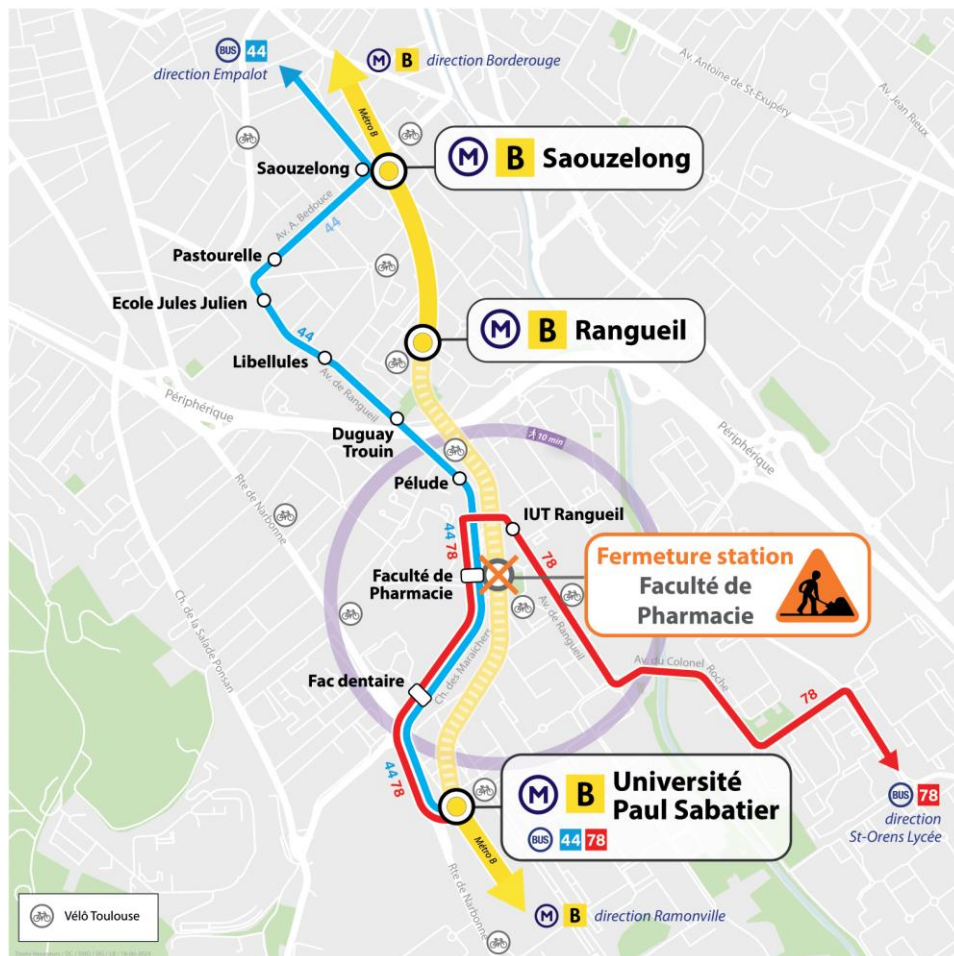 BUS 44
direction Empalot
M B direction Borderouge
Av. Antoine de St-Exupéry
Av. Jean Rieux
Métro B
Saouzelong
M B Saouzelong
Av. A. Bedouce
44
Pastourelle
Ecole Jules Julien
M B Rangueil
44
Libellules
Av. de Rangueil
Périphérique
Duguay
Trouin
Périphérique
10 min
Pélude
Rte de Narbonne
IUT Rangueil
44 78
78
Fermeture station
Faculté de
Pharmacie
Faculté de
Pharmacie
Ch. de la Salade Ponsan
Av. de Rangueil
Av. du Colonel Roche
Fac dentaire
Ch. des Maraîchers
78
44 78
M B Université
Paul Sabatier
BUS 44 78
BUS 78
direction
St-Orens Lycée
Métro B
Rte de Narbonne
M B direction Ramonville
Vélô Toulouse